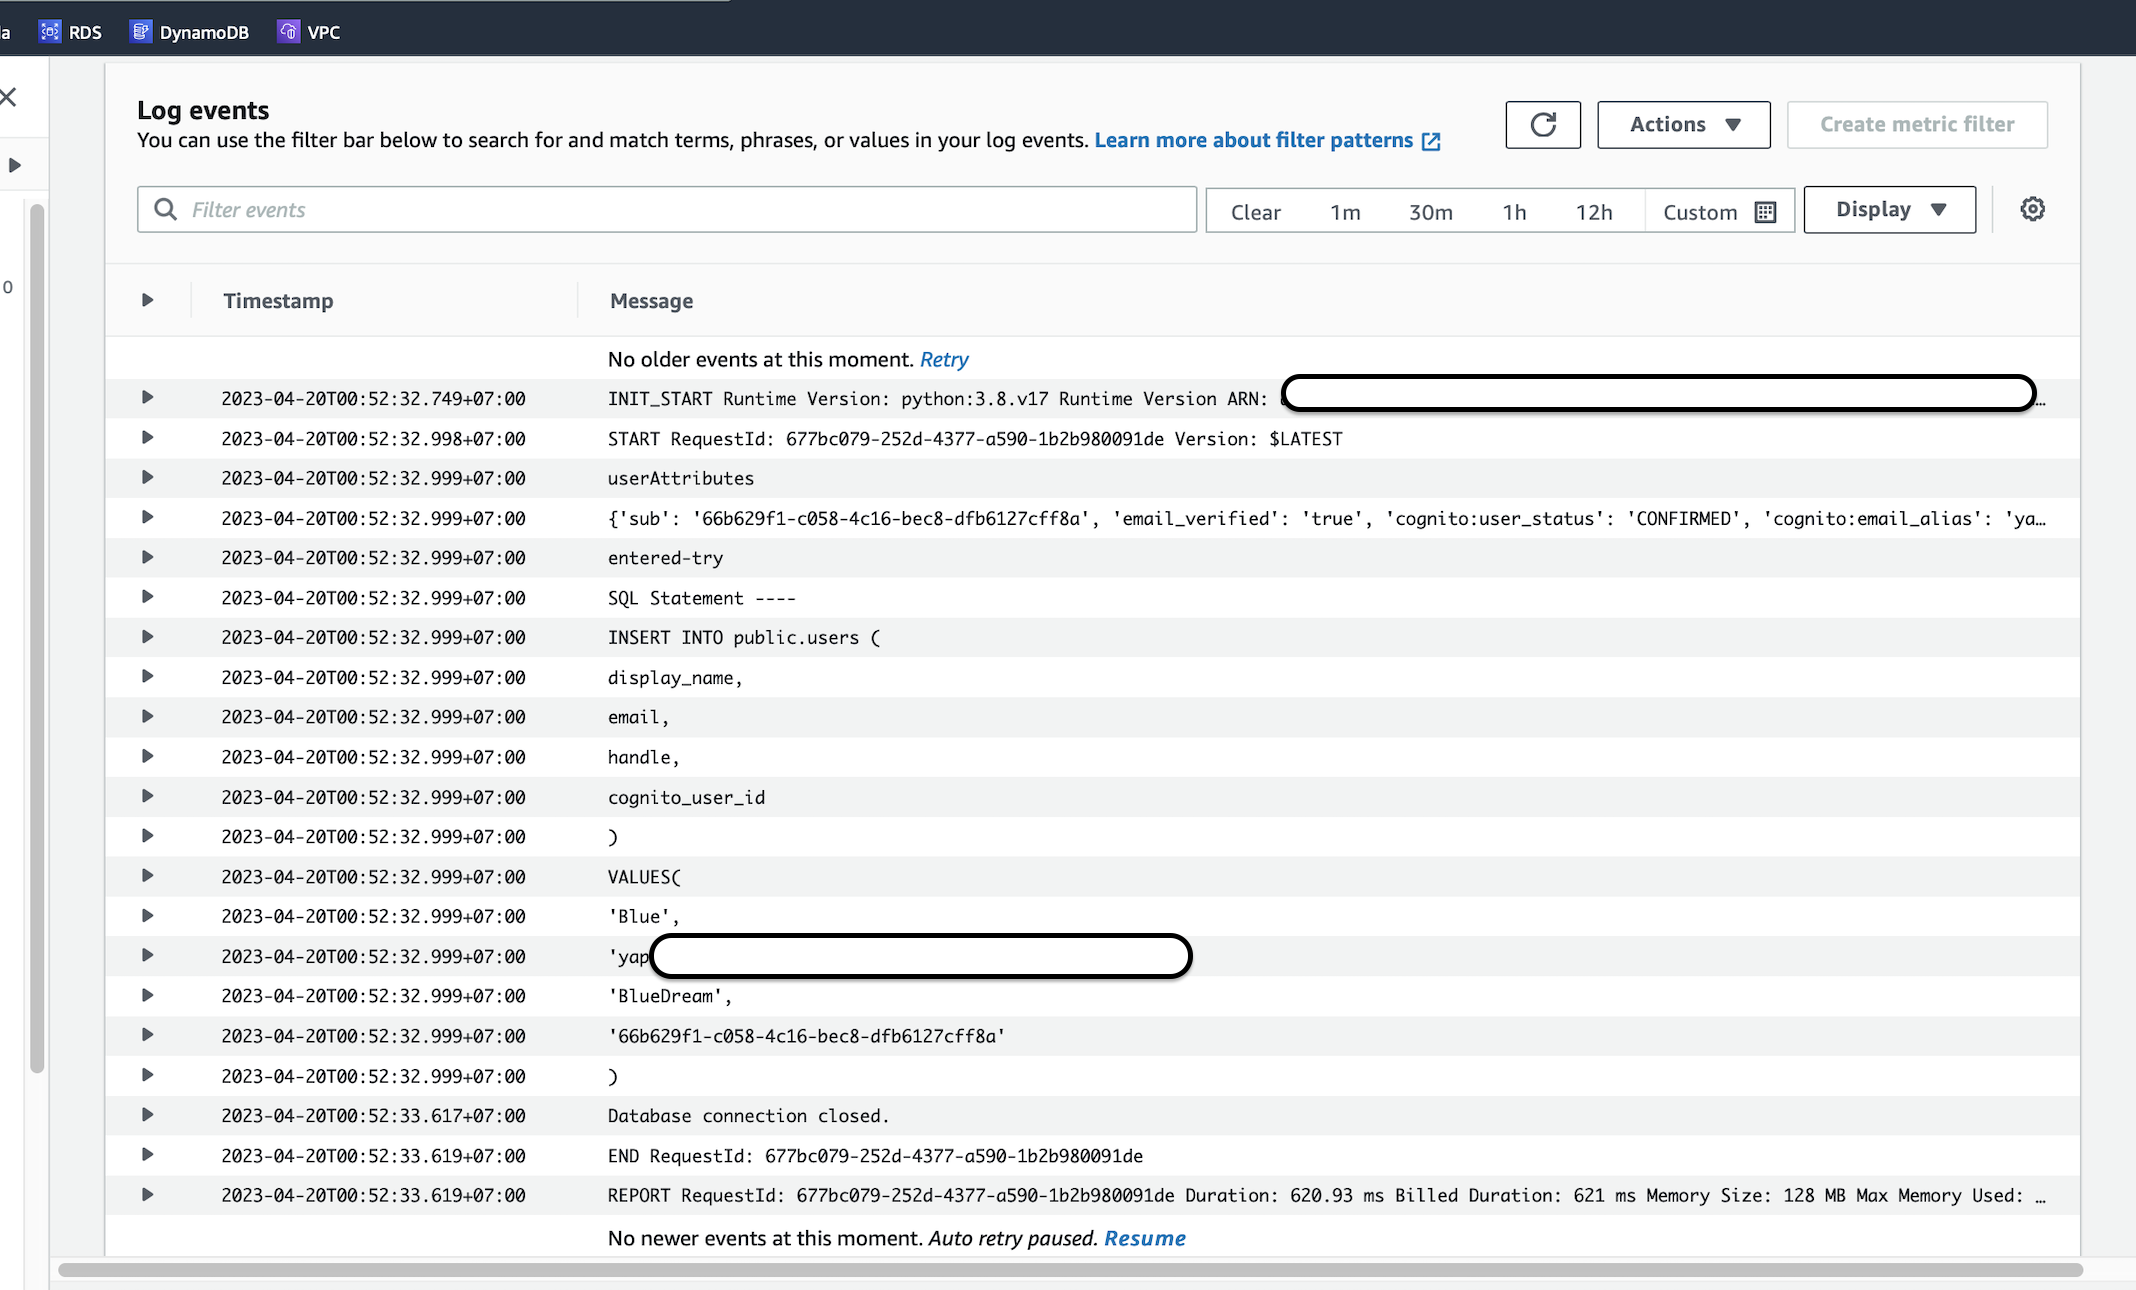 RDS DynamoDB VPC
Log events
You can use the filter bar below to search for and match terms, phrases, or values in your log events. Learn more about filter patterns
Actions
Create metric filter
Filter events
Clear 1m 30m 1h 12h Custom
Display
0
Timestamp Message
No older events at this moment. Retry
2023-04-20T00:52:32.749+07:00 INIT_START Runtime Version: python:3.8.v17 Runtime Version ARN: …
2023-04-20T00:52:32.998+07:00 START RequestId: 677bc079-252d-4377-a590-1b2b980091de Version: $LATEST
2023-04-20T00:52:32.999+07:00 userAttributes
2023-04-20T00:52:32.999+07:00 {'sub': '66b629f1-c058-4c16-bec8-dfb6127cff8a', 'email_verified': 'true', 'cognito:user_status': 'CONFIRMED', 'cognito:email_alias': 'ya…
2023-04-20T00:52:32.999+07:00 entered-try
2023-04-20T00:52:32.999+07:00 SQL Statement ----
2023-04-20T00:52:32.999+07:00 INSERT INTO public.users (
2023-04-20T00:52:32.999+07:00 display_name,
2023-04-20T00:52:32.999+07:00 email,
2023-04-20T00:52:32.999+07:00 handle,
2023-04-20T00:52:32.999+07:00 cognito_user_id
2023-04-20T00:52:32.999+07:00 )
2023-04-20T00:52:32.999+07:00 VALUES(
2023-04-20T00:52:32.999+07:00 'Blue',
2023-04-20T00:52:32.999+07:00 'yap
2023-04-20T00:52:32.999+07:00 'BlueDream',
2023-04-20T00:52:32.999+07:00 '66b629f1-c058-4c16-bec8-dfb6127cff8a'
2023-04-20T00:52:32.999+07:00 )
2023-04-20T00:52:33.617+07:00 Database connection closed.
2023-04-20T00:52:33.619+07:00 END RequestId: 677bc079-252d-4377-a590-1b2b980091de
2023-04-20T00:52:33.619+07:00 REPORT RequestId: 677bc079-252d-4377-a590-1b2b980091de Duration: 620.93 ms Billed Duration: 621 ms Memory Size: 128 MB Max Memory Used: …
No newer events at this moment. Auto retry paused. Resume